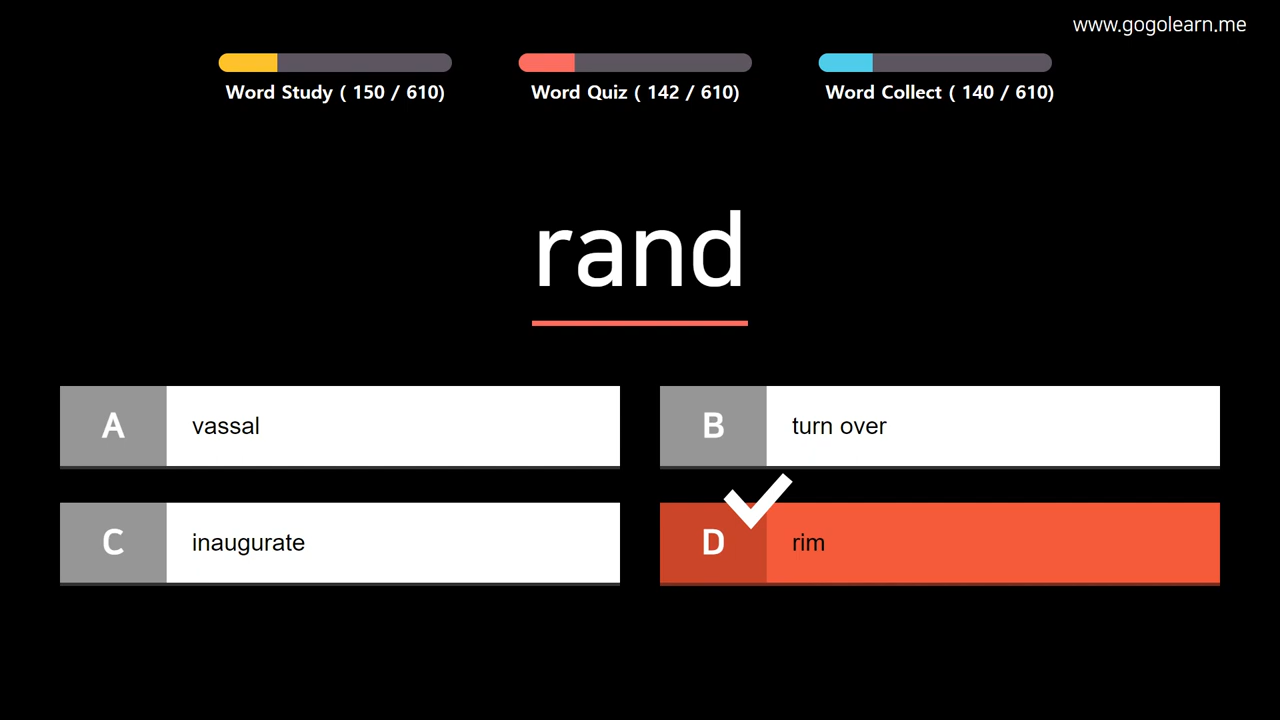 www.gogolearn.me
Word Study ( 150 / 610)
Word Quiz ( 142 / 610)
Word Collect ( 140 / 610)
rand
A
vassal
B
turn over
C
inaugurate
D
rim